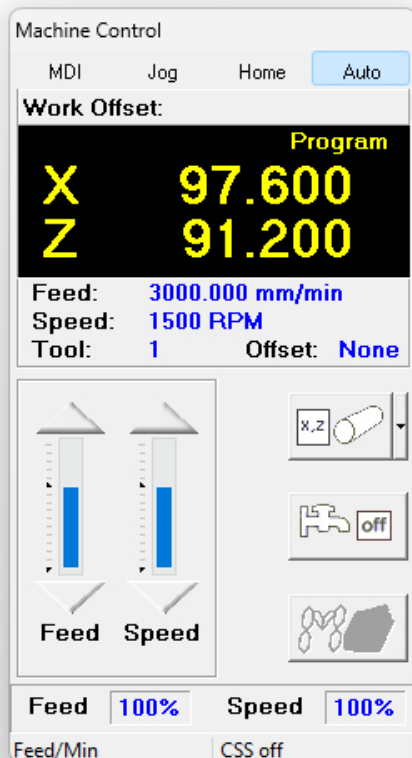 Machine Control
MDI Jog Home Auto
Work Offset:
Program
X 97.600
Z 91.200
Feed: 3000.000 mm/min
Speed: 1500 RPM
Tool: 1 Offset: None
x,z
off
Feed Speed
Feed 100% Speed 100%
Feed/Min CSS off